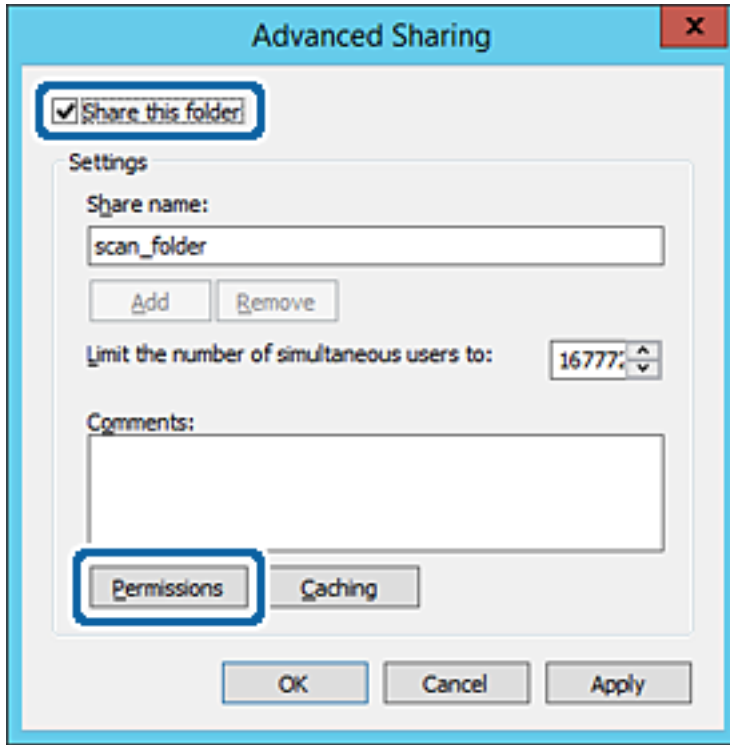 Advanced Sharing
x
Share this folder
Settings
Share name:
scan_folder
Add Remove
Limit the number of simultaneous users to: 16777
Comments:
Permissions Caching
OK Cancel Apply